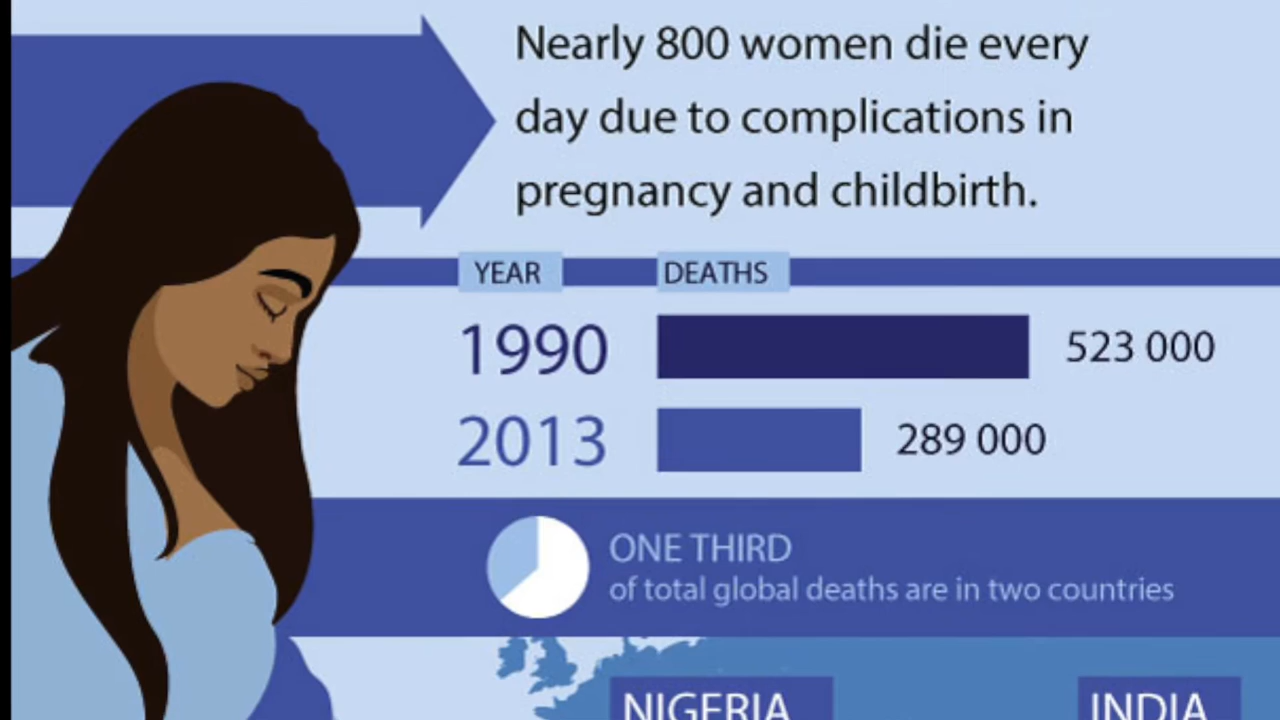 Nearly 800 women die every
day due to complications in
pregnancy and childbirth.
YEAR DEATHS
1990 523 000
2013 289 000
ONE THIRD
of total global deaths are in two countries
NIGERIA INDIA